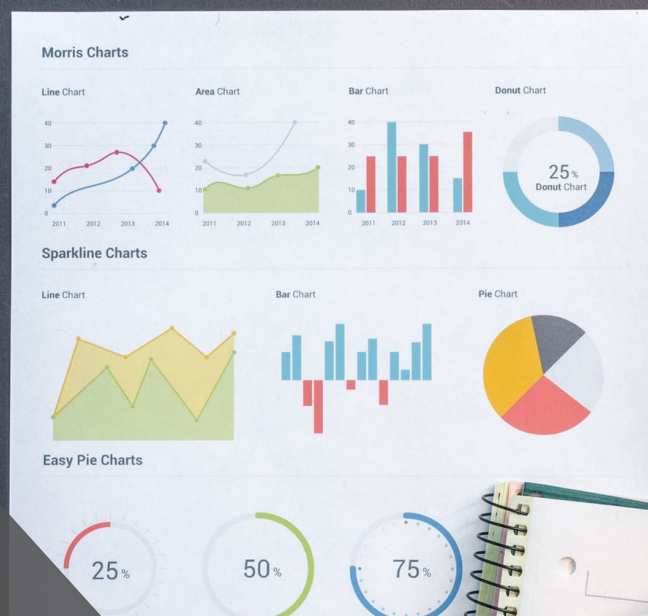 Morris Charts
Line Chart
Area Chart
Bar Chart
Donut Chart
40
30
20
10
0
2011 2012 2013 2014
40
30
20
10
0
2011 2012 2013 2014
40
30
20
10
0
2011 2012 2013 2014
25%
Donut Chart
Sparkline Charts
Line Chart
Bar Chart
Pie Chart
Easy Pie Charts
25%
50%
75%